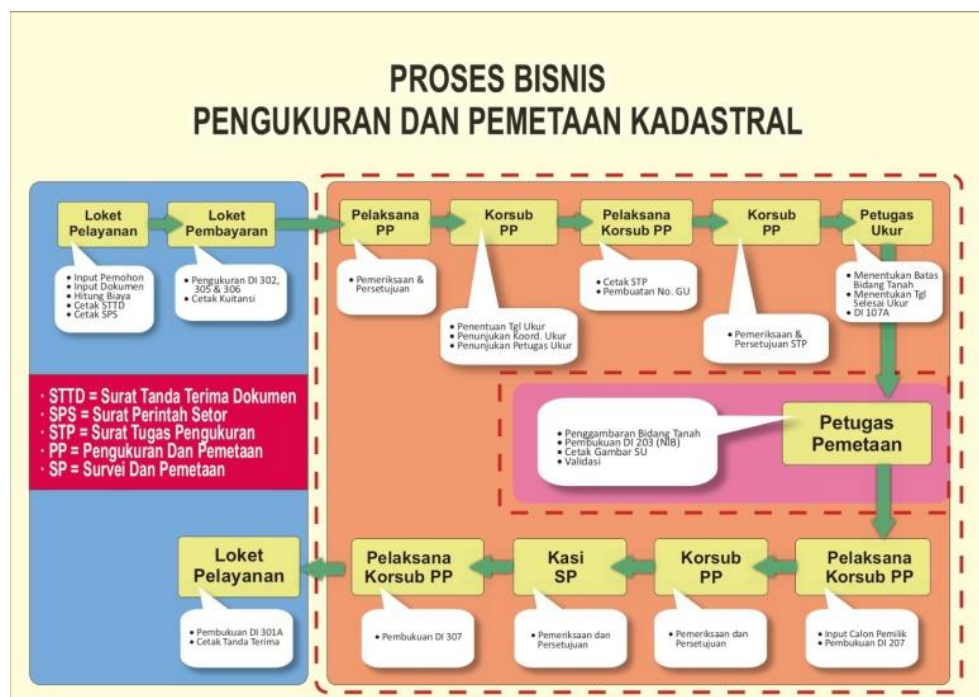 PROSES BISNIS
PENGUKURAN DAN PEMETAAN KADASTRAL
Loket
Pelayanan
• Input Pemohon
• Input Dokumen
• Hitung Biaya
• Cetak STTD
• Cetak SPS
Loket
Pembayaran
• Pengukuran DI 302,
305 & 306
• Cetak Kuitansi
Pelaksana
PP
• Pemeriksaan &
Persetujuan
Korsub
PP
• Penentuan Tgl Ukur
• Penunjukan Koord. Ukur
• Penunjukan Petugas Ukur
Pelaksana
Korsub PP
• Cetak STP
• Pembuatan No. GU
Korsub
PP
• Pemeriksaan &
Persetujuan STP
Petugas
Ukur
• Menentukan Batas
Bidang Tanah
• Menentukan Tgl
Selesai Ukur
• DI 107A
· STTD = Surat Tanda Terima Dokumen
· SPS = Surat Perintah Setor
· STP = Surat Tugas Pengukuran
· PP = Pengukuran Dan Pemetaan
· SP = Survei Dan Pemetaan
Petugas
Pemetaan
• Penggambaran Bidang Tanah
• Pembukuan DI 203 (NIB)
• Cetak Gambar SU
• Validasi
Pelaksana
Korsub PP
• Input Calon Pemilik
• Pembukuan DI 207
Korsub
PP
• Pemeriksaan dan
Persetujuan
Kasi
SP
• Pemeriksaan dan
Persetujuan
Pelaksana
Korsub PP
• Pembukuan DI 307
Loket
Pelayanan
• Pembukuan DI 301A
• Cetak Tanda Terima